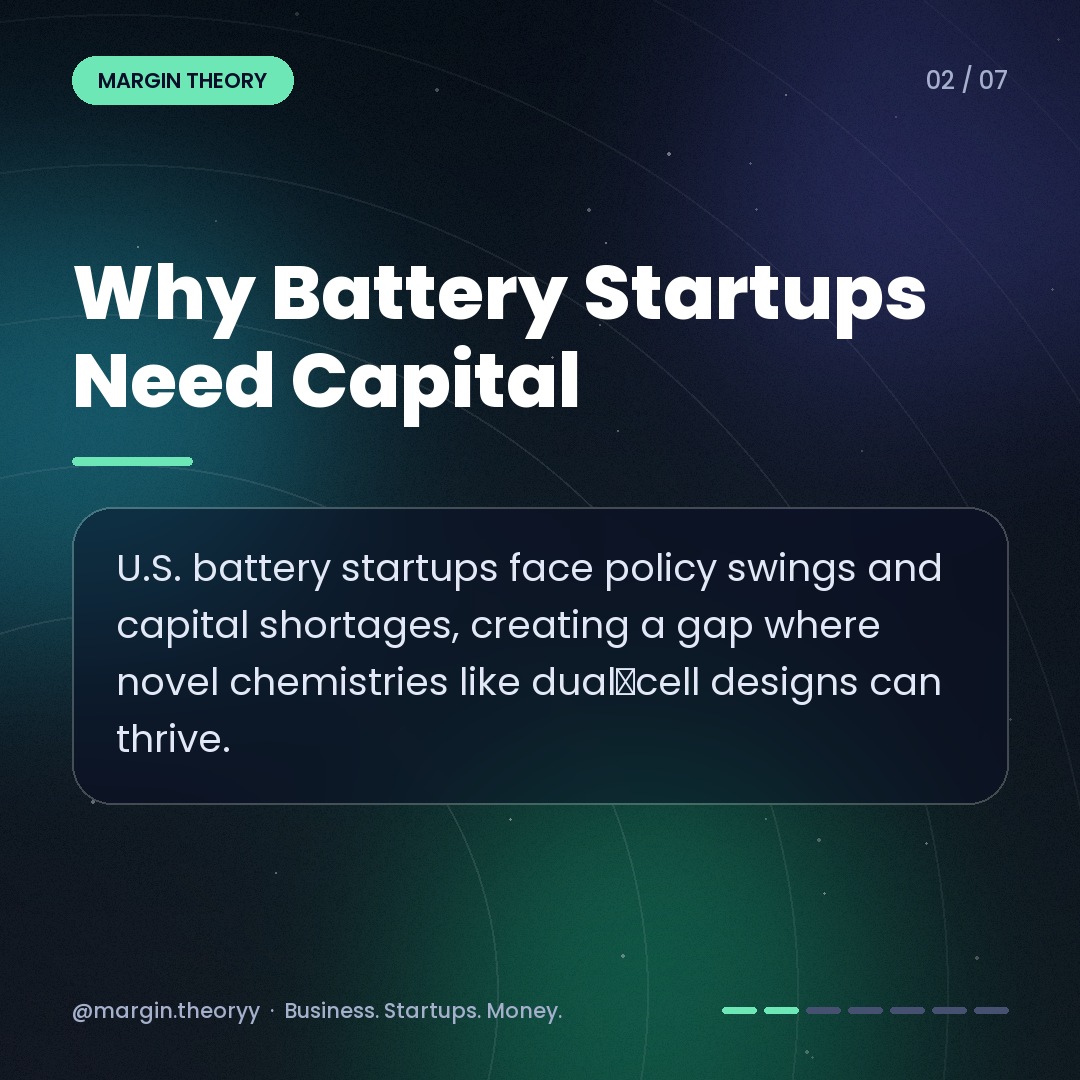 MARGIN THEORY
02 / 07
Why Battery Startups
Need Capital
U.S. battery startups face policy swings and
capital shortages, creating a gap where
novel chemistries like dual☒cell designs can
thrive.
@margin.theoryy · Business. Startups. Money.